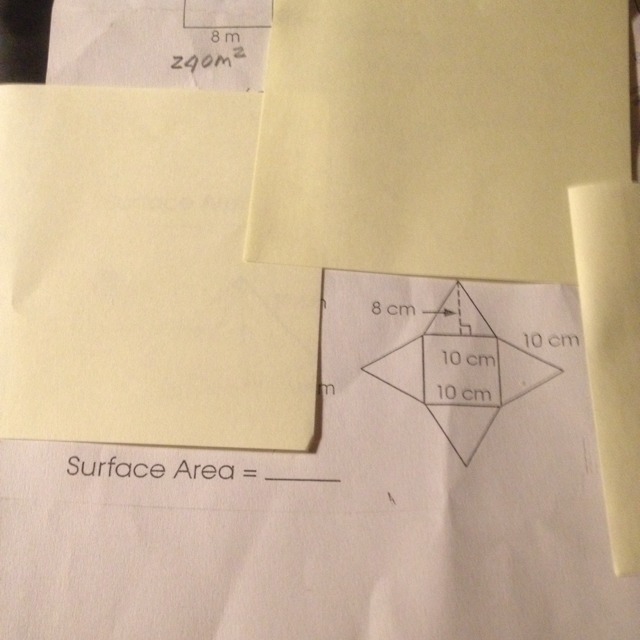 8 m
240m²
8 cm
10 cm
10 cm
m
10 cm
Surface Area = ______